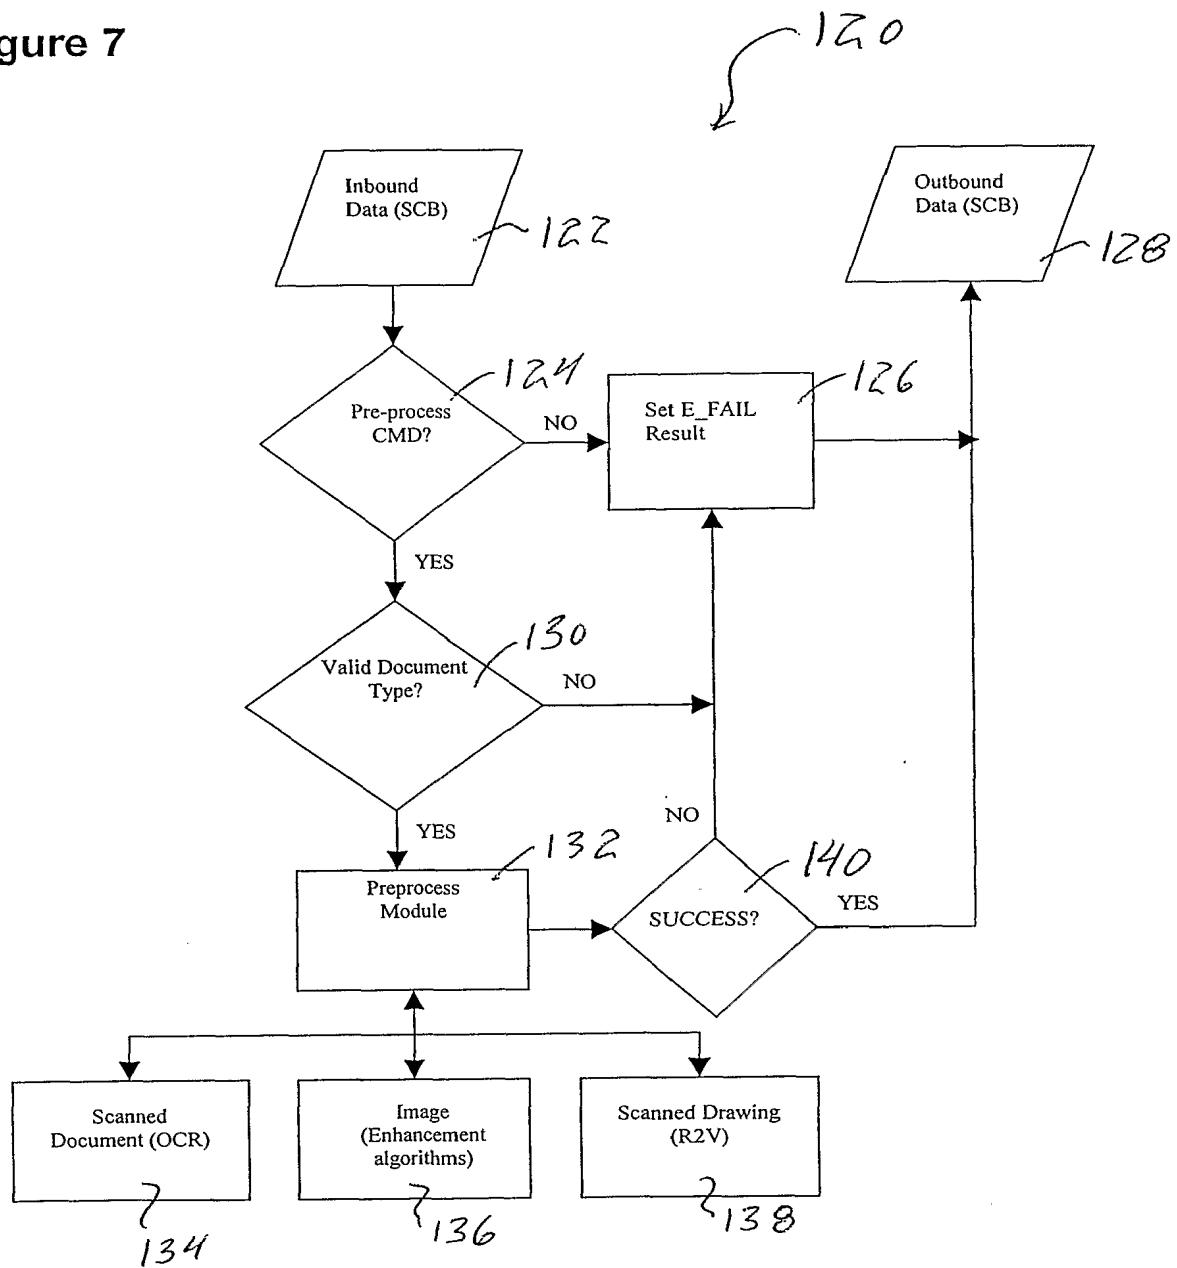 gure 7
120
Inbound
Data (SCB)
122
Outbound
Data (SCB)
128
Pre-process
CMD?
124
NO
Set E_FAIL
Result
126
YES
Valid Document
Type?
130
NO
YES
Preprocess
Module
132
NO
SUCCESS?
140
YES
Scanned
Document (OCR)
134
Image
(Enhancement
algorithms)
136
Scanned Drawing
(R2V)
138